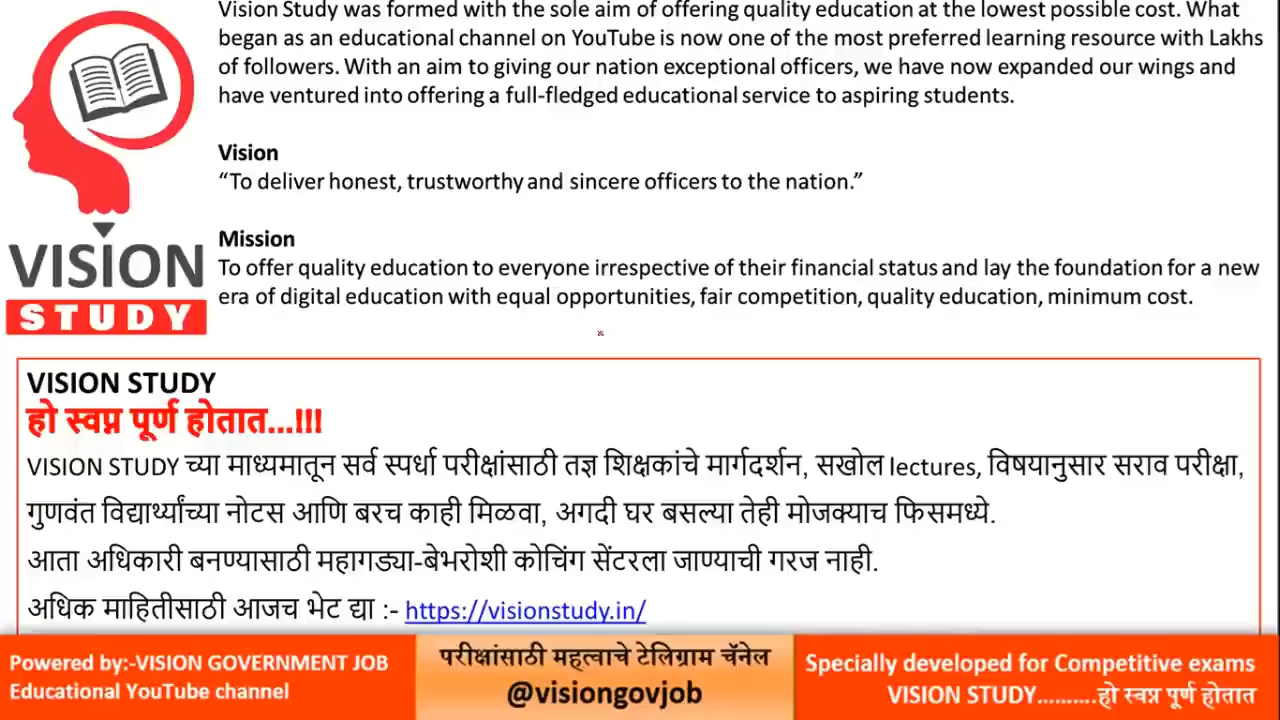 Vision Study was formed with the sole aim of offering quality education at the lowest possible cost. What
began as an educational channel on YouTube is now one of the most preferred learning resource with Lakhs
of followers. With an aim to giving our nation exceptional officers, we have now expanded our wings and
have ventured into offering a full-fledged educational service to aspiring students.
Vision
“To deliver honest, trustworthy and sincere officers to the nation.”
Mission
To offer quality education to everyone irrespective of their financial status and lay the foundation for a new
era of digital education with equal opportunities, fair competition, quality education, minimum cost.
VISION
STUDY
VISION STUDY
हो स्वप्न पूर्ण होतात...!!!
VISION STUDY च्या माध्यमातून सर्व स्पर्धा परीक्षांसाठी तज्ञ शिक्षकांचे मार्गदर्शन, सखोल lectures, विषयानुसार सराव परीक्षा,
गुणवंत विद्यार्थ्यांच्या नोटस आणि बरच काही मिळवा, अगदी घर बसल्या तेही मोजक्याच फिसमध्ये.
आता अधिकारी बनण्यासाठी महागड्या-बेभरोशी कोचिंग सेंटरला जाण्याची गरज नाही.
अधिक माहितीसाठी आजच भेट द्या :- https://visionstudy.in/
Powered by:-VISION GOVERNMENT JOB
Educational YouTube channel
परीक्षांसाठी महत्वाचे टेलिग्राम चॅनेल
@visiongovjob
Specially developed for Competitive exams
VISION STUDY..........हो स्वप्न पूर्ण होतात